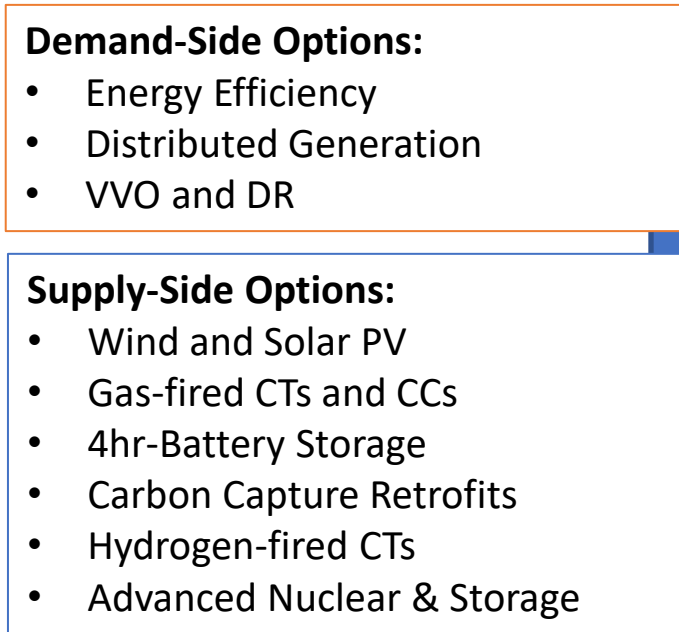 Demand-Side Options:
• Energy Efficiency
• Distributed Generation
• VVO and DR
Supply-Side Options:
• Wind and Solar PV
• Gas-fired CTs and CCs
• 4hr-Battery Storage
• Carbon Capture Retrofits
• Hydrogen-fired CTs
• Advanced Nuclear & Storage